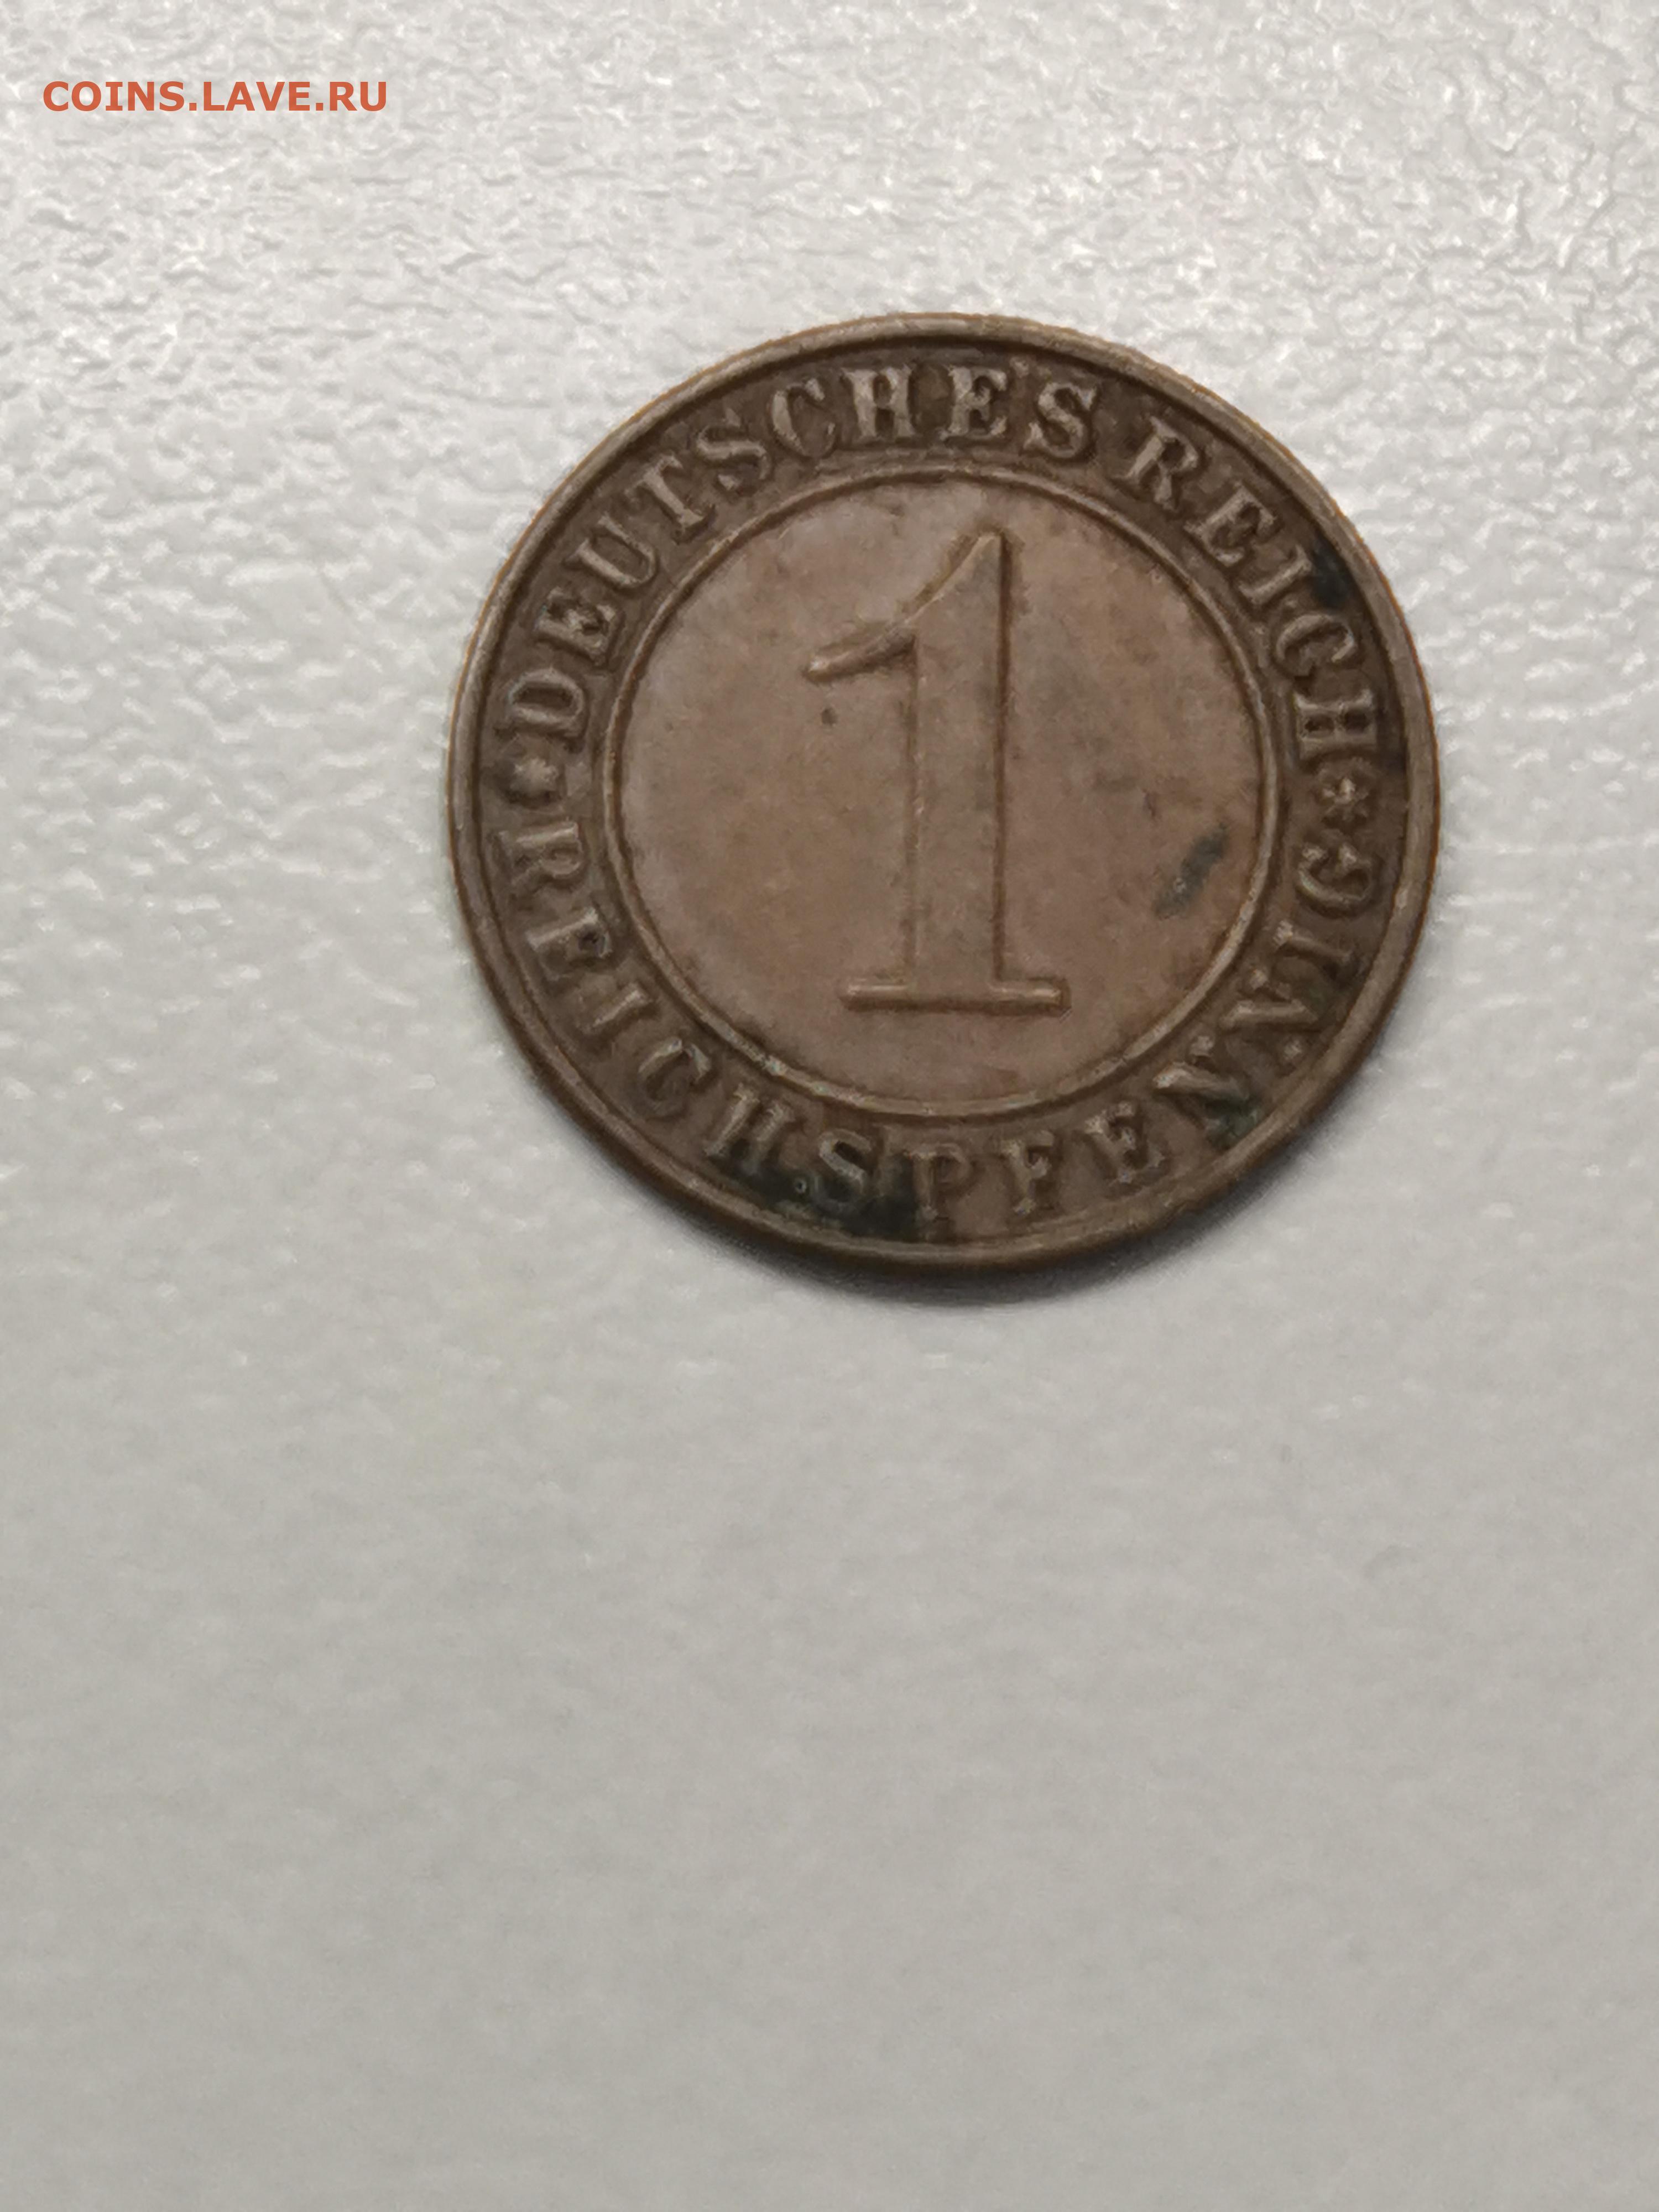 COINS.LAVE.RU
DEUTSCHES REICH
1
REICHSPFENNIG